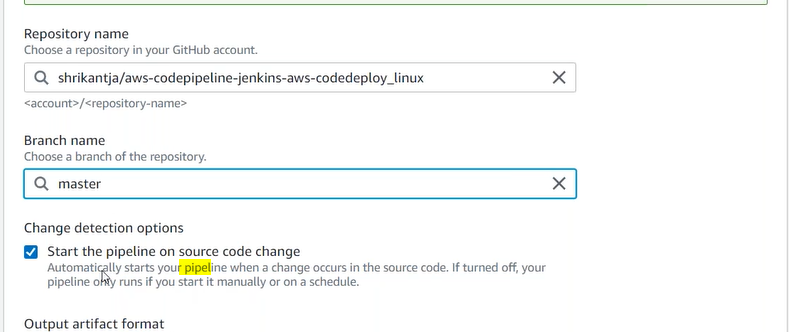 Repository name
Choose a repository in your GitHub account.
shrikantja/aws-codepipeline-jenkins-aws-codedeploy_linux
<account>/<repository-name>
Branch name
Choose a branch of the repository.
master
Change detection options
Start the pipeline on source code change
Automatically starts your pipeline when a change occurs in the source code. If turned off, your
pipeline only runs if you start it manually or on a schedule.
Output artifact format